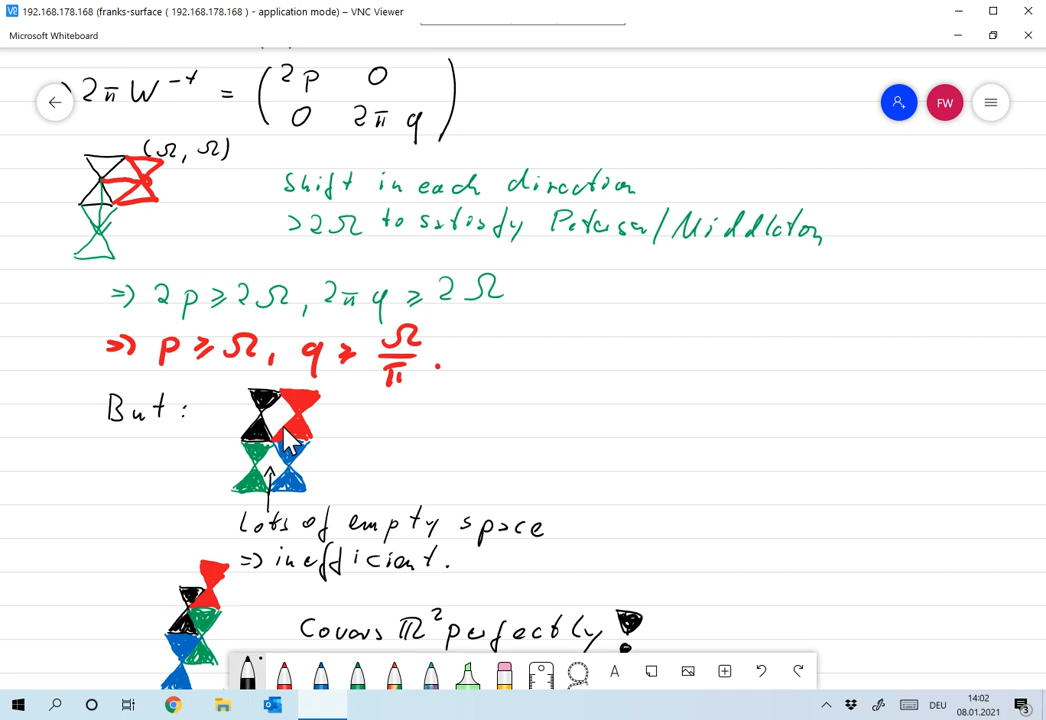 192.168.178.168 (franks-surface ( 192.168.178.168 ) - application mode) – VNC Viewer
Microsoft Whiteboard
2π W⁻ᵀ = ( 2p 0
0 2π q )
FW
(Ω, Ω)
Shift in each direction
>2Ω to satisfy Petersen/Middleton
⇒ 2p ≥ 2Ω, 2π q ≥ 2Ω
⇒ p ≥ Ω, q ≥ Ω/π.
But:
Lots of empty space
⇒ inefficient.
Covers ℝ² perfectly!
A
DEU
14:02
08.01.2021
3